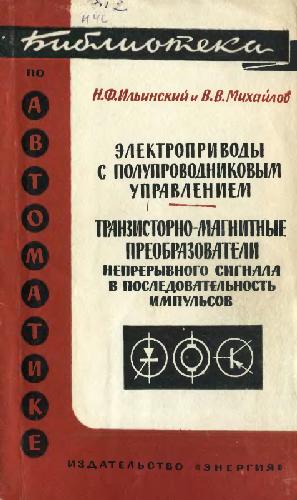 Библиотека
ПО
АВТОМАТИКЕ
Н.Ф.Ильинский и В.В.Михайлов
ЭЛЕКТРОПРИВОДЫ
С ПОЛУПРОВОДНИКОВЫМ
УПРАВЛЕНИЕМ
ТРАНЗИСТОРНО-МАГНИТНЫЕ
ПРЕОБРАЗОВАТЕЛИ
НЕПРЕРЫВНОГО СИГНАЛА
В ПОСЛЕДОВАТЕЛЬНОСТЬ
ИМПУЛЬСОВ
ИЗДАТЕЛЬСТВО «ЭНЕРГИЯ»